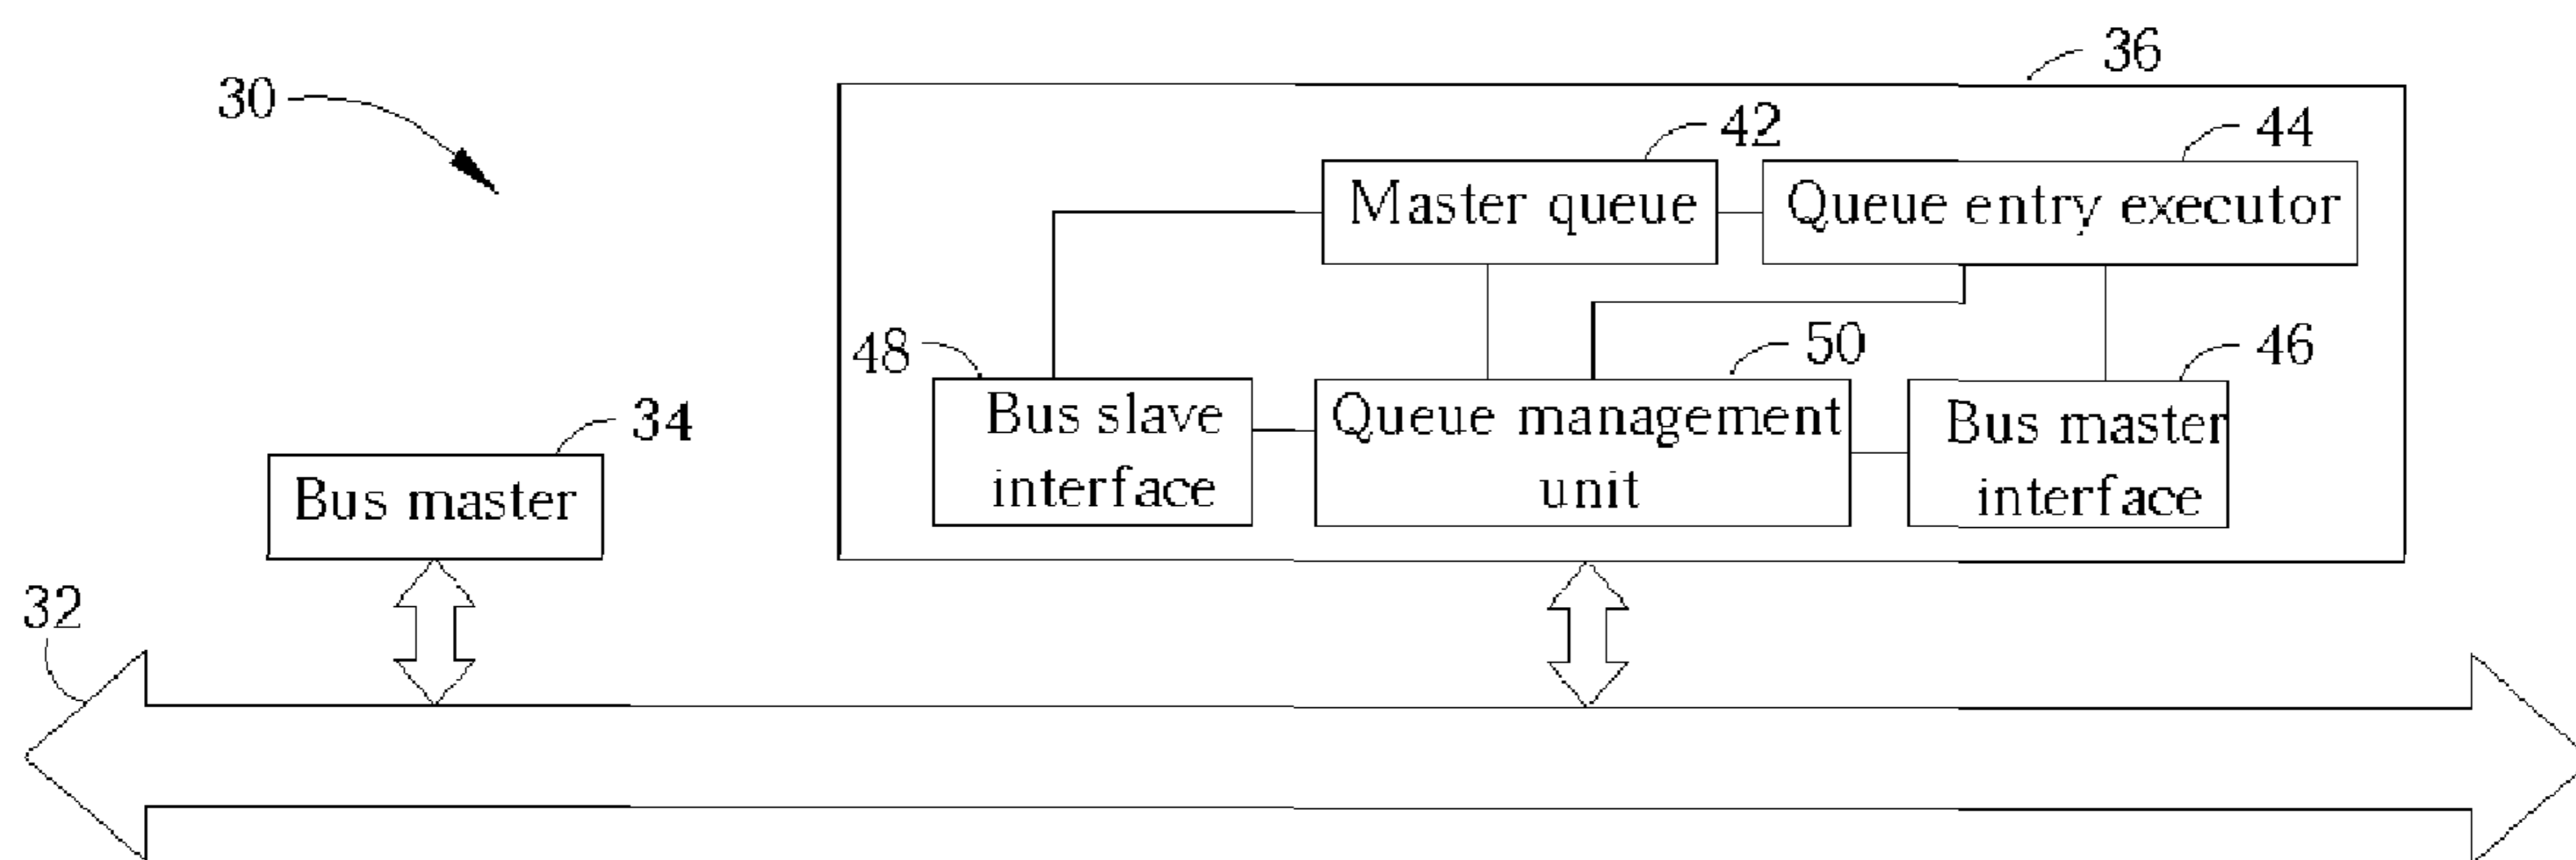 36
30
42
44
Master queue
Queue entry executor
48
50
46
34
Bus slave
interface
Queue management
unit
Bus master
interface
Bus master
32